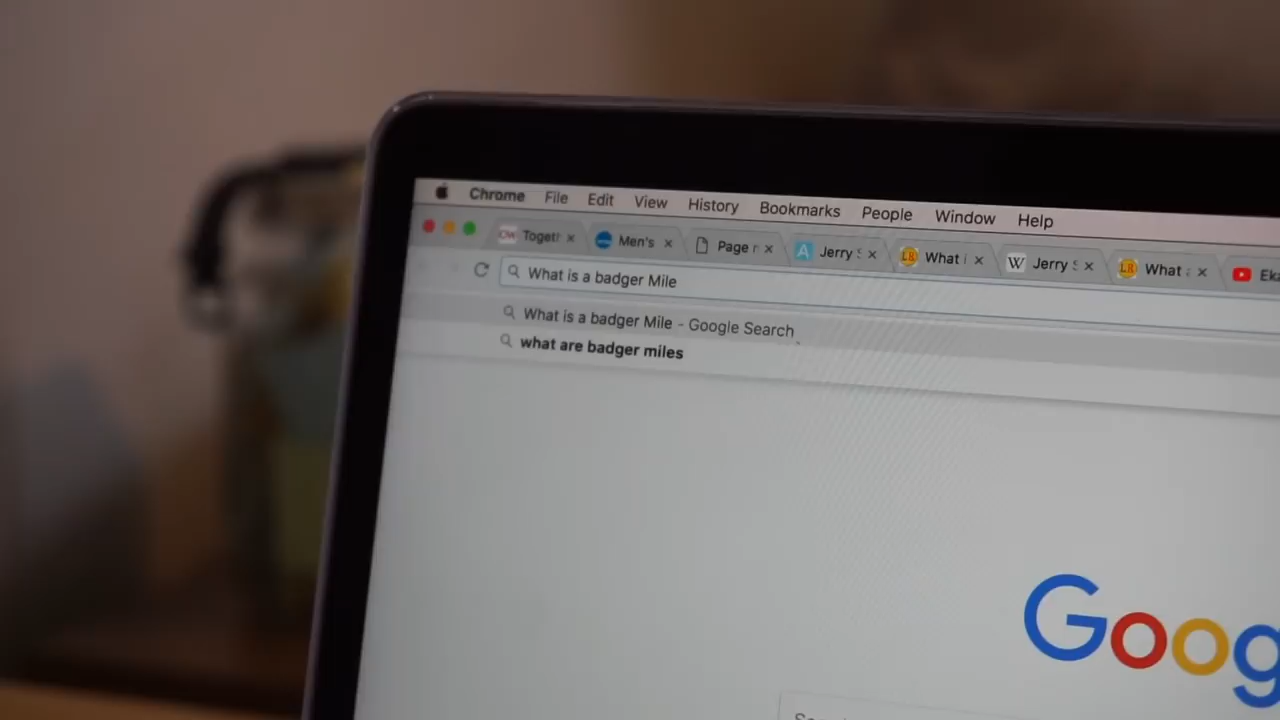 Chrome File Edit View History Bookmarks People Window Help
Men's Page Jerry What Jerry What
What is a badger Mile
What is a badger Mile - Google Search
what are badger miles
Goog